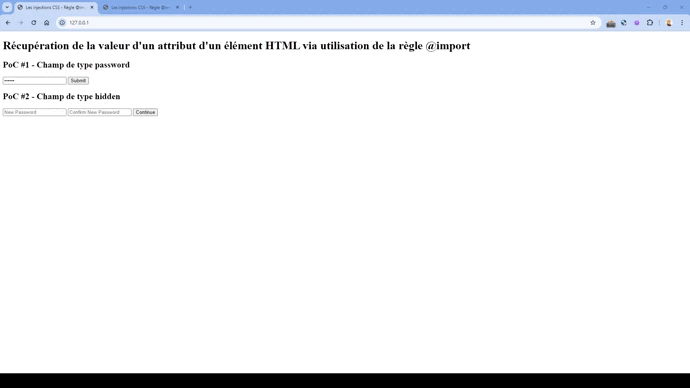 Les injections CSS - Règle @im
Les injections CSS - Règle @im
127.0.0.1
Récupération de la valeur d'un attribut d'un élément HTML via utilisation de la règle @import
PoC #1 - Champ de type password
•••••• Submit
PoC #2 - Champ de type hidden
New Password Confirm New Password Continue